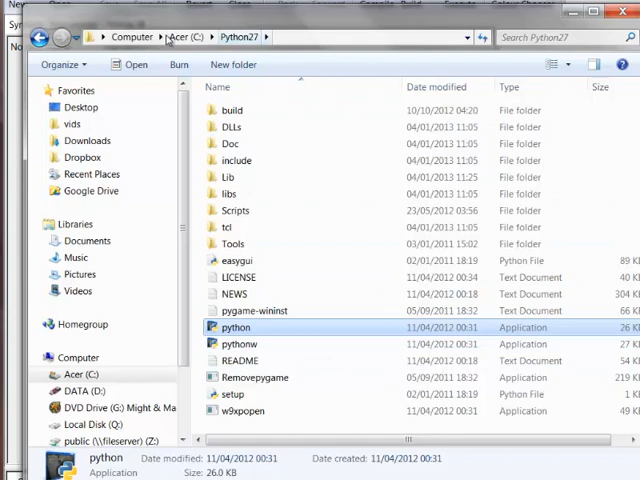 Computer Acer (C:) Python27 Search Python27
Organize Open Burn New folder
Favorites
Desktop
vids
Downloads
Dropbox
Recent Places
Google Drive
Libraries
Documents
Music
Pictures
Videos
Homegroup
Computer
Acer (C:)
DATA (D:)
DVD Drive (G:) Might & Ma
Local Disk (Q:)
public (\\fileserver) (Z:)
Name Date modified Type Size
build 10/10/2012 04:20 File folder
DLLs 04/01/2013 11:05 File folder
Doc 04/01/2013 11:05 File folder
include 04/01/2013 11:05 File folder
Lib 04/01/2013 11:25 File folder
libs 04/01/2013 11:05 File folder
Scripts 23/05/2012 03:56 File folder
tcl 04/01/2013 11:05 File folder
Tools 03/01/2011 15:02 File folder
easygui 02/01/2011 18:19 Python File 89 K
LICENSE 11/04/2012 00:34 Text Document 40 K
NEWS 11/04/2012 00:18 Text Document 304 K
pygame-wininst 05/09/2011 18:32 Text Document 66 K
python 11/04/2012 00:31 Application 26 K
pythonw 11/04/2012 00:31 Application 27 K
README 11/04/2012 00:18 Text Document 56 K
Removepygame 05/09/2011 18:32 Application 219 K
setup 02/01/2011 18:19 Python File 1 K
w9xpopen 11/04/2012 00:31 Application 49 K
python Date modified: 11/04/2012 00:31 Date created: 11/04/2012 00:31
Application Size: 26.0 KB